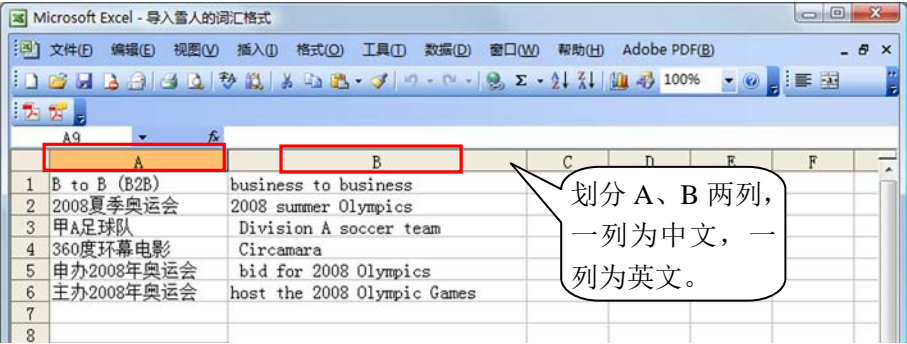 Microsoft Excel - 导入雪人的词汇格式
文件(F) 编辑(E) 视图(V) 插入(I) 格式(O) 工具(T) 数据(D) 窗口(W) 帮助(H) Adobe PDF(B)
100%
A9 fx
A B C D E F
1 B to B (B2B) business to business
2 2008夏季奥运会 2008 summer Olympics
3 甲A足球队 Division A soccer team
4 360度环幕电影 Circamara
5 申办2008年奥运会 bid for 2008 Olympics
6 主办2008年奥运会 host the 2008 Olympic Games
7
8
划分 A、B 两列，
一列为中文，一
列为英文。